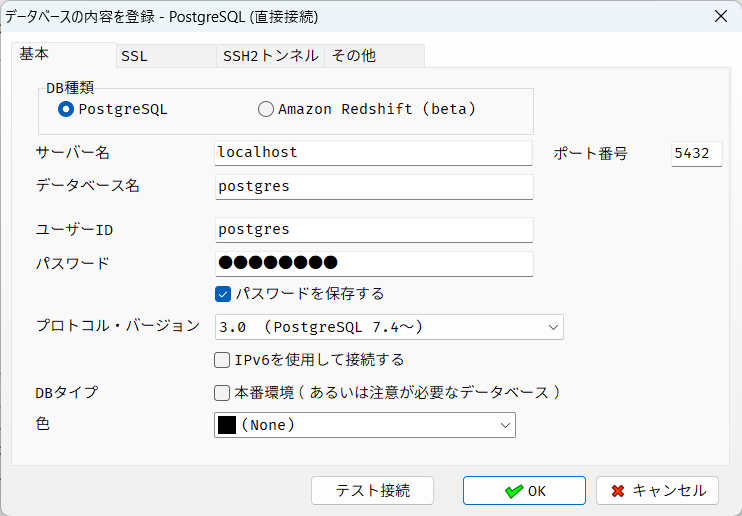 データベースの内容を登録 - PostgreSQL (直接接続)
基本 SSL SSH2トンネル その他
DB種類
PostgreSQL Amazon Redshift (beta)
サーバー名 localhost ポート番号 5432
データベース名 postgres
ユーザーID postgres
パスワード ●●●●●●●●
パスワードを保存する
プロトコル・バージョン 3.0 (PostgreSQL 7.4～)
IPv6を使用して接続する
DBタイプ 本番環境 ( あるいは注意が必要なデータベース )
色 (None)
テスト接続 OK キャンセル